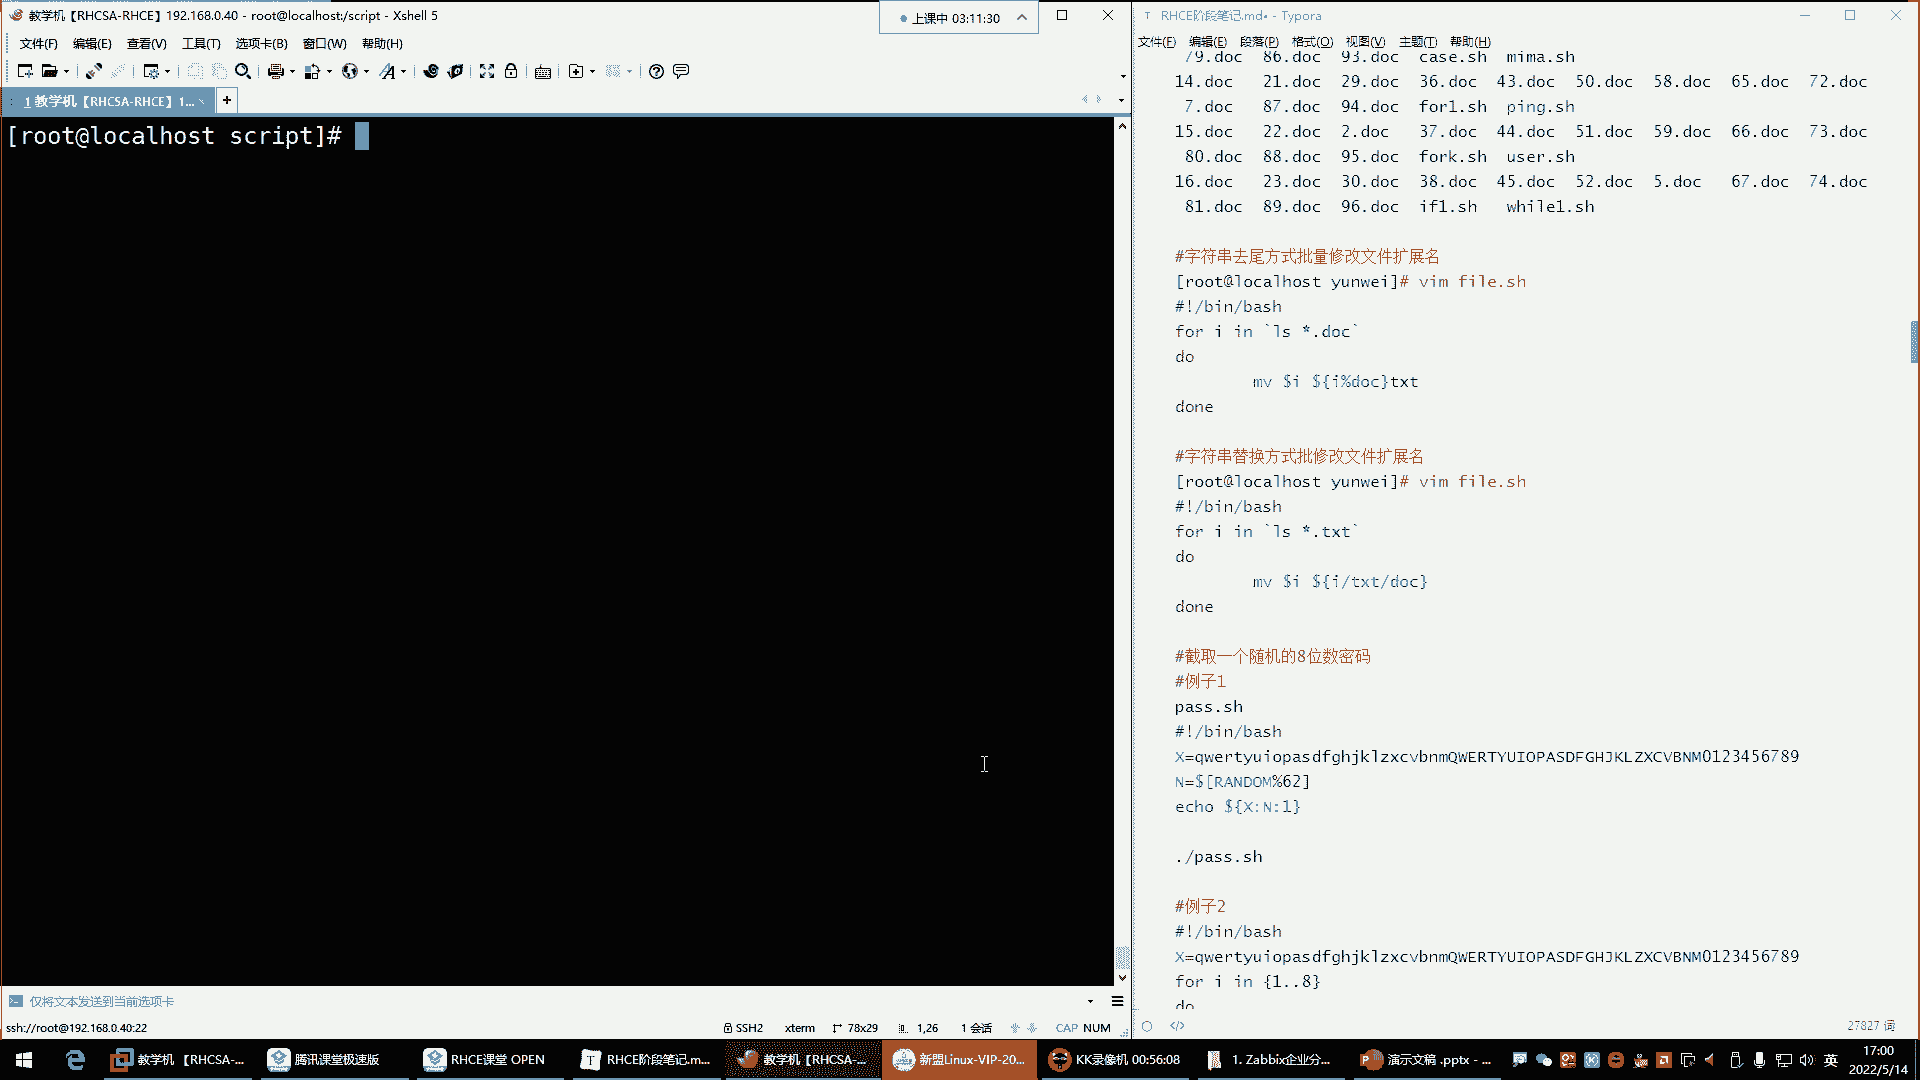 教学机【RHCSA-RHCE】192.168.0.40 - root@localhost:/script - Xshell 5
上课中 03:11:30
文件(F) 编辑(E) 查看(V) 工具(T) 选项卡(B) 窗口(W) 帮助(H)
1 教学机【RHCSA-RHCE】1...
[root@localhost script]#
仅将文本发送到当前选项卡
ssh://root@192.168.0.40:22
SSH2 xterm 78x29 1,26 1 会话 CAP NUM
RHCE阶段笔记.md• - Typora
文件(F) 编辑(E) 段落(P) 格式(O) 视图(V) 主题(T) 帮助(H)
79.doc 86.doc 93.doc case.sh mima.sh
14.doc 21.doc 29.doc 36.doc 43.doc 50.doc 58.doc 65.doc 72.doc
7.doc 87.doc 94.doc for1.sh ping.sh
15.doc 22.doc 2.doc 37.doc 44.doc 51.doc 59.doc 66.doc 73.doc
80.doc 88.doc 95.doc fork.sh user.sh
16.doc 23.doc 30.doc 38.doc 45.doc 52.doc 5.doc 67.doc 74.doc
81.doc 89.doc 96.doc if1.sh while1.sh
#字符串去尾方式批量修改文件扩展名
[root@localhost yunwei]# vim file.sh
#!/bin/bash
for i in `ls *.doc`
do
mv $i ${i%doc}txt
done
#字符串替换方式批修改文件扩展名
[root@localhost yunwei]# vim file.sh
#!/bin/bash
for i in `ls *.txt`
do
mv $i ${i/txt/doc}
done
#截取一个随机的8位数密码
#例子1
pass.sh
#!/bin/bash
X=qwertyuiopasdfghjklzxcvbnmQWERTYUIOPASDFGHJKLZXCVBNM0123456789
N=$[RANDOM%62]
echo ${X:N:1}
./pass.sh
#例子2
#!/bin/bash
X=qwertyuiopasdfghjklzxcvbnmQWERTYUIOPASDFGHJKLZXCVBNM0123456789
for i in {1..8}
do
27827 词
教学机 【RHCSA-... 腾讯课堂极速版 RHCE课堂 OPEN RHCE阶段笔记.m... 教学机【RHCSA-... 新盟Linux-VIP-20... KK录像机 00:56:08 1. Zabbix企业分... 演示文稿 .pptx - ... 英 17:00
2022/5/14